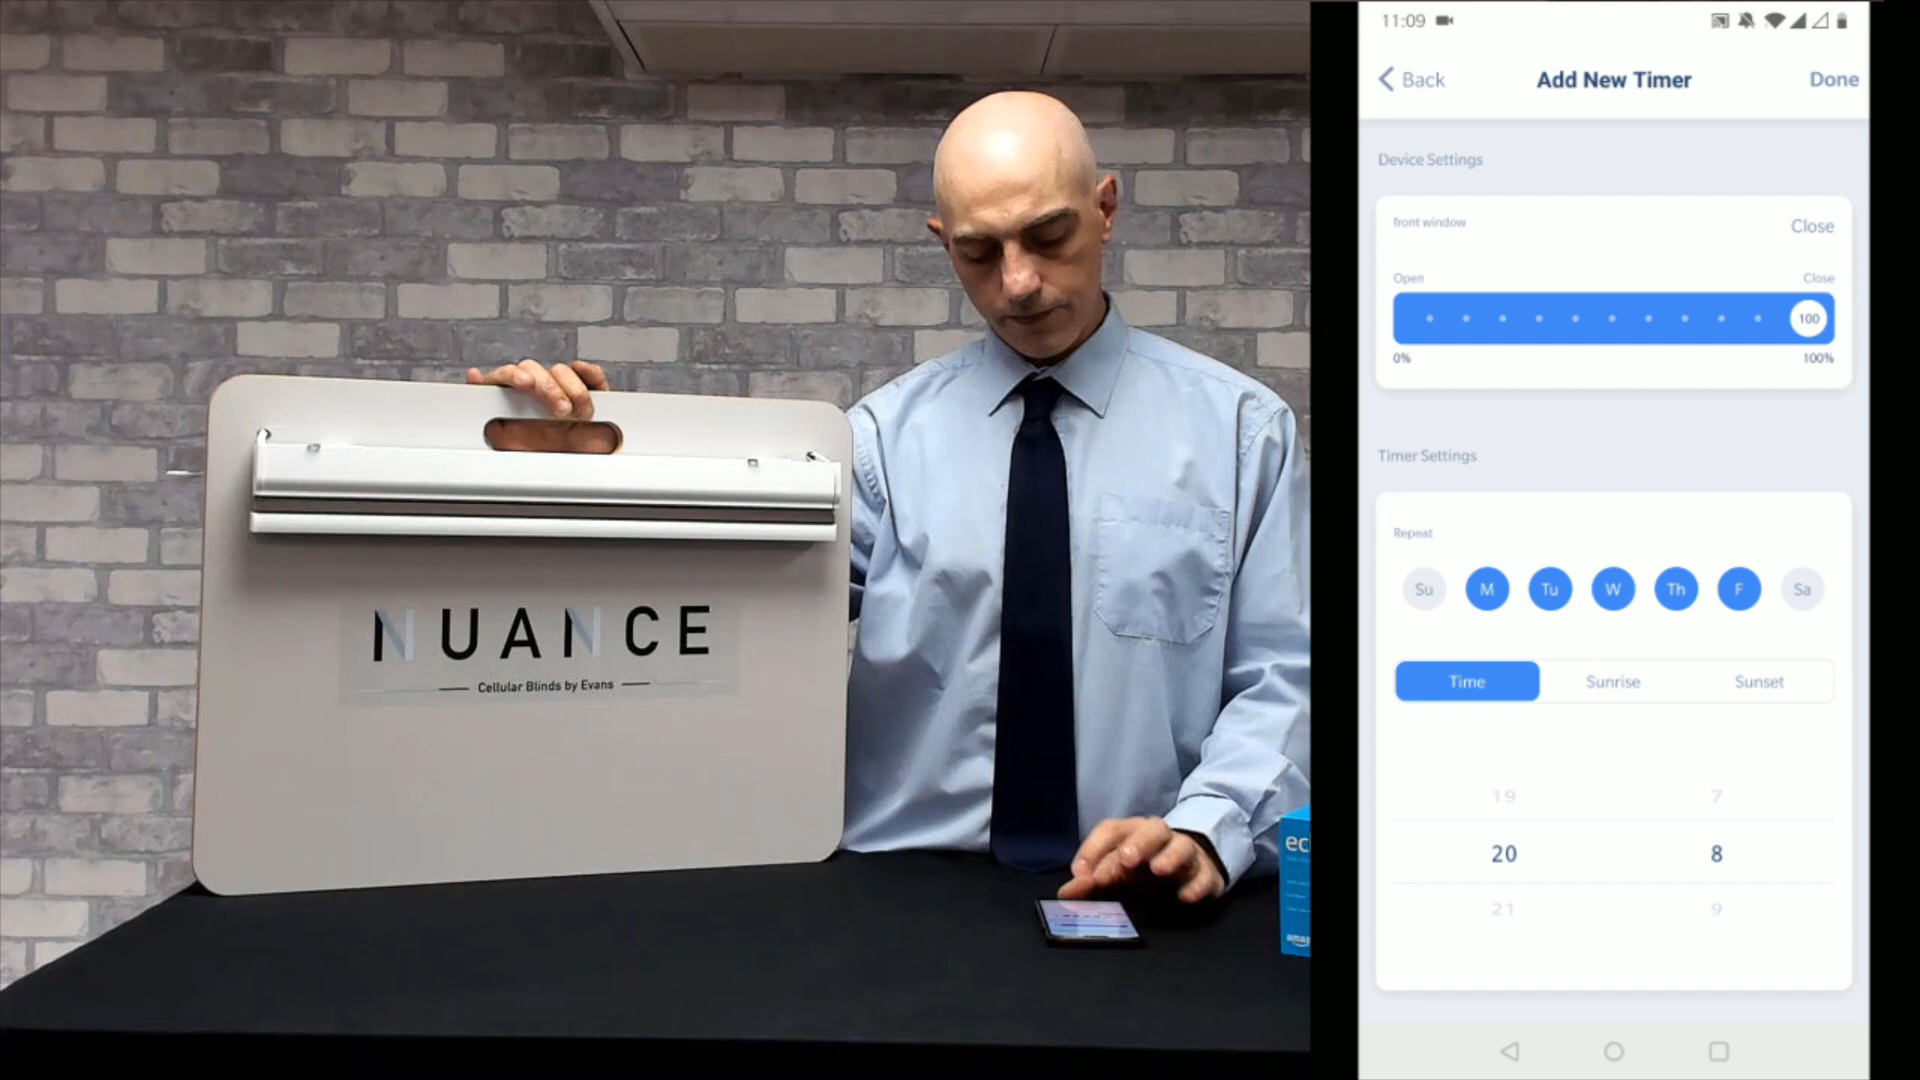 NUANCE
Cellular Blinds by Evans
ec
11:09
Back
Add New Timer
Done
Device Settings
front window
Close
Open
Close
100
0%
100%
Timer Settings
Repeat
Su M Tu W Th F Sa
Time
Sunrise
Sunset
19 7
20 8
21 9